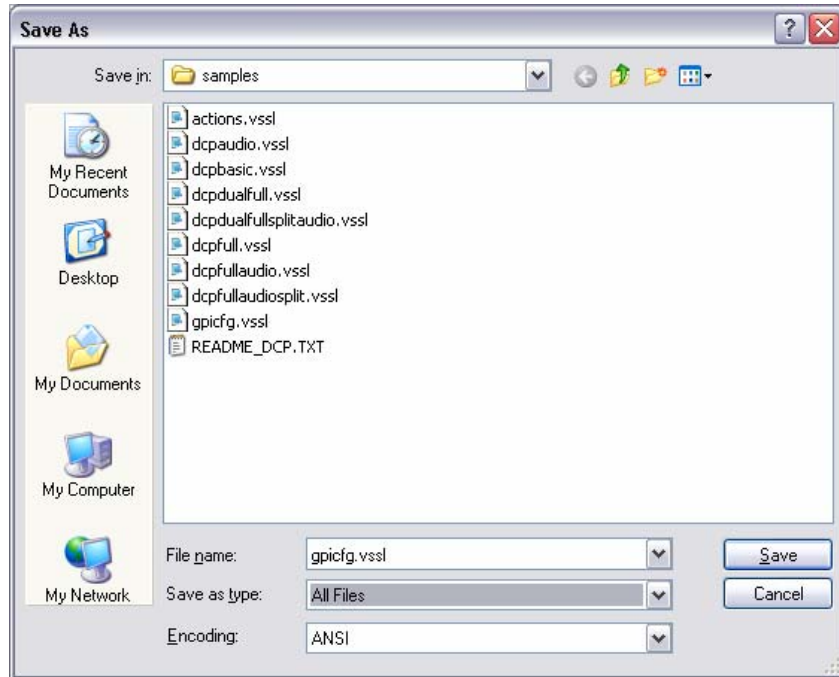 Save As
Save in:
samples
My Recent
Documents
Desktop
My Documents
My Computer
My Network
actions.vssl
dcpaudio.vssl
dcpbasic.vssl
dcpdualfull.vssl
dcpdualfullsplitaudio.vssl
dcpfull.vssl
dcpfullaudio.vssl
dcpfullaudiosplit.vssl
gpicfg.vssl
README_DCP.TXT
File name:
gpicfg.vssl
Save
Save as type:
All Files
Cancel
Encoding:
ANSI